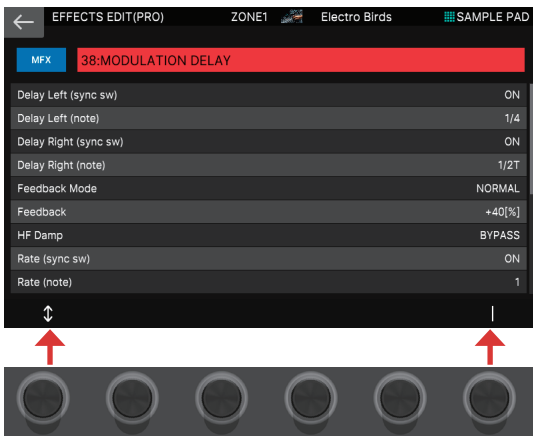 EFFECTS EDIT(PRO) ZONE1 Electro Birds SAMPLE PAD
MFX 38:MODULATION DELAY
Delay Left (sync sw) ON
Delay Left (note) 1/4
Delay Right (sync sw) ON
Delay Right (note) 1/2T
Feedback Mode NORMAL
Feedback +40[%]
HF Damp BYPASS
Rate (sync sw) ON
Rate (note) 1